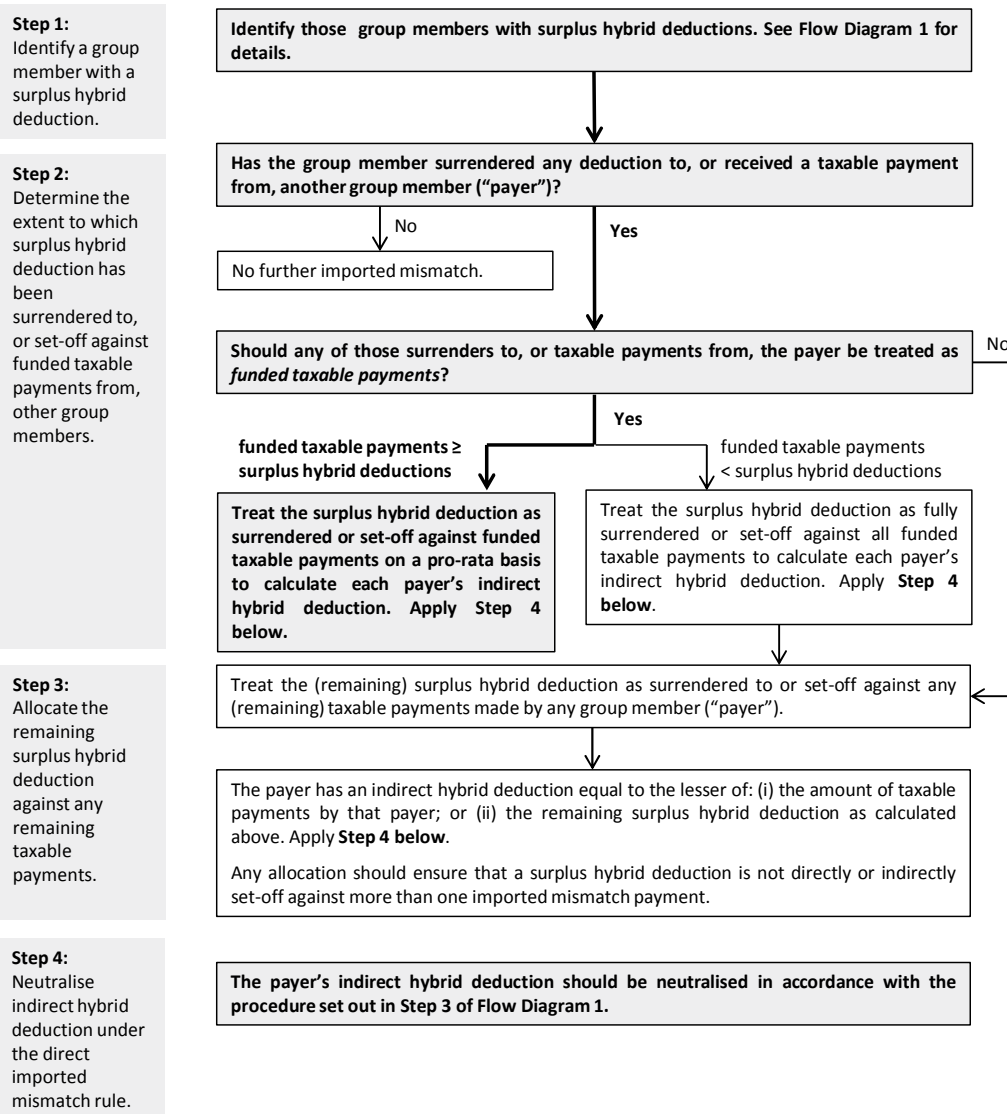 Step 1:
Identify a group
member with a
surplus hybrid
deduction.
Identify those group members with surplus hybrid deductions. See Flow Diagram 1 for
details.
Step 2:
Determine the
extent to which
surplus hybrid
deduction has
been
surrendered to,
or set-off against
funded taxable
payments from,
other group
members.
Has the group member surrendered any deduction to, or received a taxable payment
from, another group member (“payer”)?
No
Yes
No further imported mismatch.
Should any of those surrenders to, or taxable payments from, the payer be treated as
funded taxable payments?
No
Yes
funded taxable payments ≥
surplus hybrid deductions
funded taxable payments
< surplus hybrid deductions
Treat the surplus hybrid deduction as
surrendered or set-off against funded
taxable payments on a pro-rata basis
to calculate each payer’s indirect
hybrid deduction. Apply Step 4
below.
Treat the surplus hybrid deduction as fully
surrendered or set-off against all funded
taxable payments to calculate each payer’s
indirect hybrid deduction. Apply Step 4
below.
Step 3:
Allocate the
remaining
surplus hybrid
deduction
against any
remaining
taxable
payments.
Treat the (remaining) surplus hybrid deduction as surrendered to or set-off against any
(remaining) taxable payments made by any group member (“payer”).
The payer has an indirect hybrid deduction equal to the lesser of: (i) the amount of taxable
payments by that payer; or (ii) the remaining surplus hybrid deduction as calculated
above. Apply Step 4 below.
Any allocation should ensure that a surplus hybrid deduction is not directly or indirectly
set-off against more than one imported mismatch payment.
Step 4:
Neutralise
indirect hybrid
deduction under
the direct
imported
mismatch rule.
The payer’s indirect hybrid deduction should be neutralised in accordance with the
procedure set out in Step 3 of Flow Diagram 1.